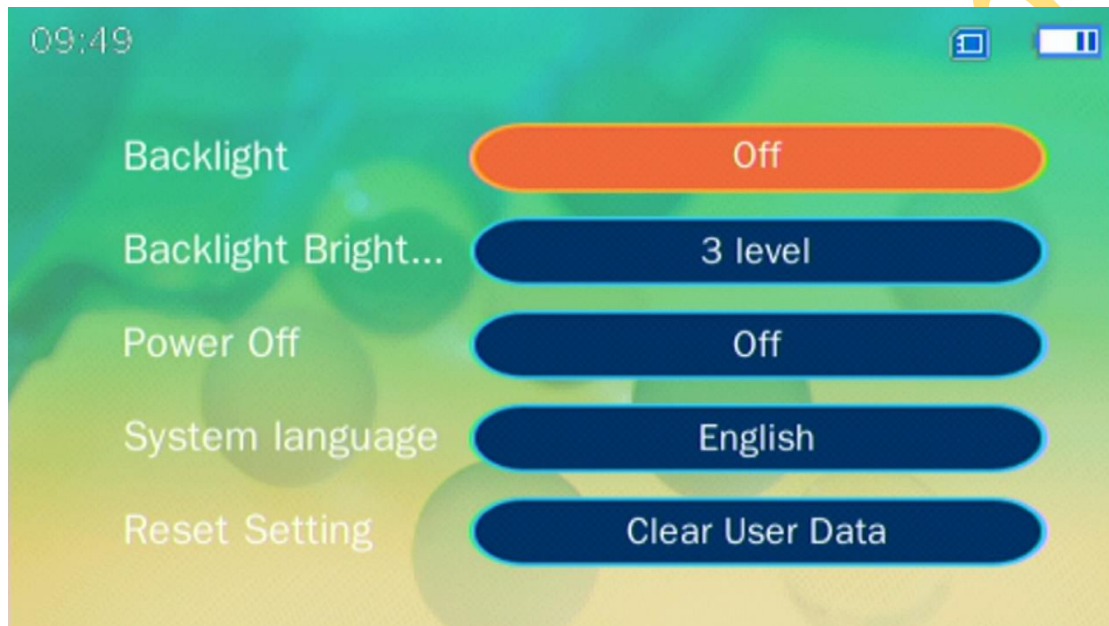 09:49
Backlight Off
Backlight Bright... 3 level
Power Off Off
System language English
Reset Setting Clear User Data